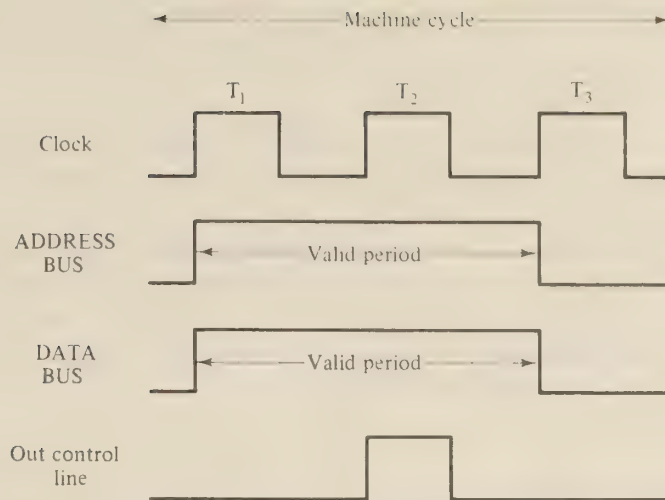 Machine cycle
T1 T2 T3
Clock
ADDRESS
BUS
Valid period
DATA
BUS
Valid period
Out control
line